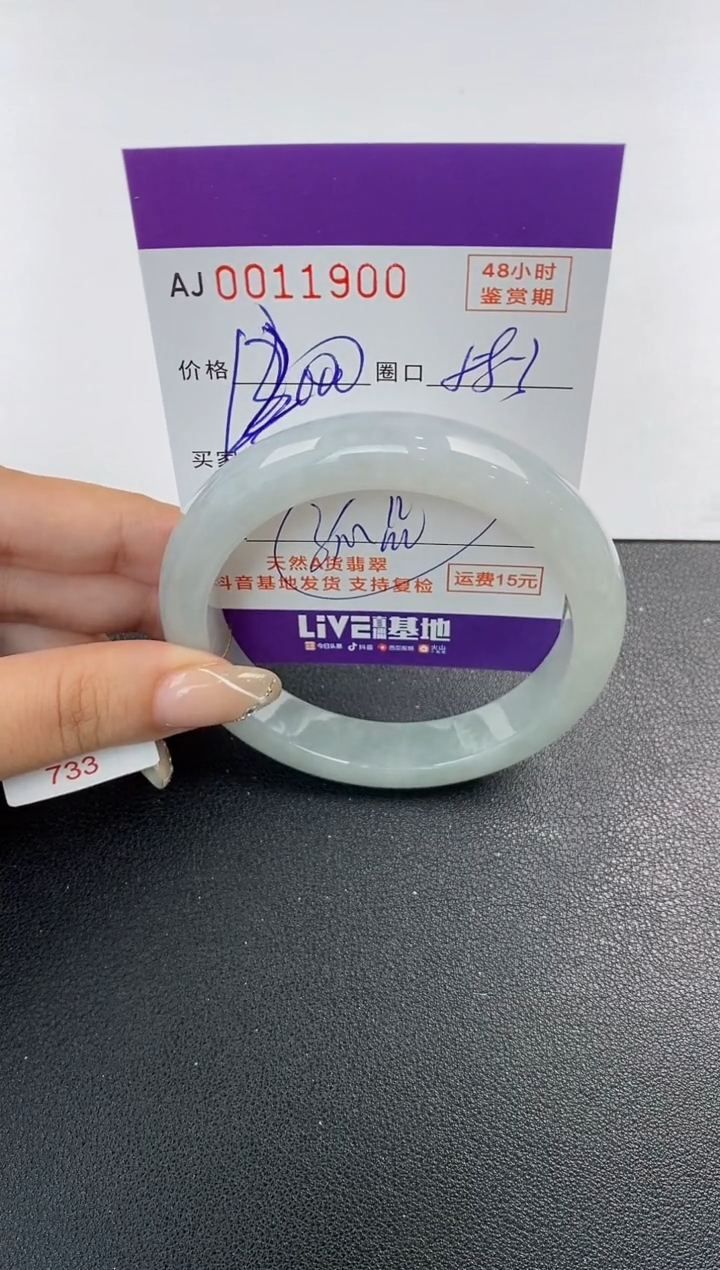 AJ 0011900
48小时
鉴赏期
价格 圈口
买家
天然A货翡翠
抖音基地发货 支持复检 运费15元
LIVE直播基地
今日头条 抖音 西瓜视频 火山
733